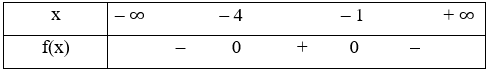 x – ∞ – 4 – 1 + ∞
f(x) – 0 + 0 –